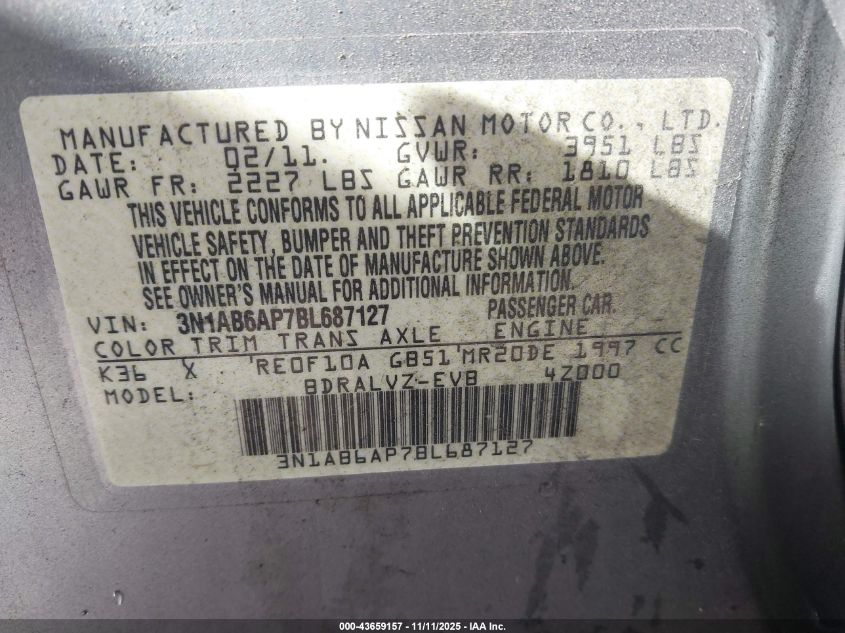 MANUFACTURED BY NISSAN MOTOR CO., LTD.
DATE: 02/11. GVWR: 3951 LBS
GAWR FR: 2227 LBS GAWR RR: 1810 LBS
THIS VEHICLE CONFORMS TO ALL APPLICABLE FEDERAL MOTOR
VEHICLE SAFETY, BUMPER AND THEFT PREVENTION STANDARDS
IN EFFECT ON THE DATE OF MANUFACTURE SHOWN ABOVE.
SEE OWNER'S MANUAL FOR ADDITIONAL INFORMATION.
VIN: 3N1AB6AP7BL687127 PASSENGER CAR.
COLOR TRIM TRANS AXLE ENGINE
K36 X 'RE0F10A GB51'MR20DE 1997 CC
MODEL: BDRALVZ-EVB 4Z000
3N1AB6AP7BL687127
000-43659157 - 11/11/2025 - IAA Inc.